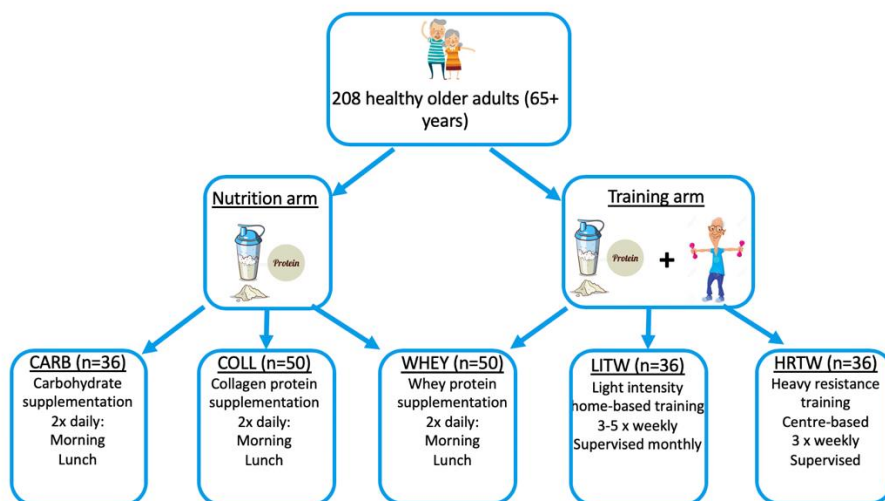 208 healthy older adults (65+
years)
Nutrition arm
Protein
Training arm
Protein
+
CARB (n=36)
Carbohydrate
supplementation
2x daily:
Morning
Lunch
COLL (n=50)
Collagen protein
supplementation
2x daily:
Morning
Lunch
WHEY (n=50)
Whey protein
supplementation
2x daily:
Morning
Lunch
LITW (n=36)
Light intensity
home-based training
3-5 x weekly
Supervised monthly
HRTW (n=36)
Heavy resistance
training
Centre-based
3 x weekly
Supervised